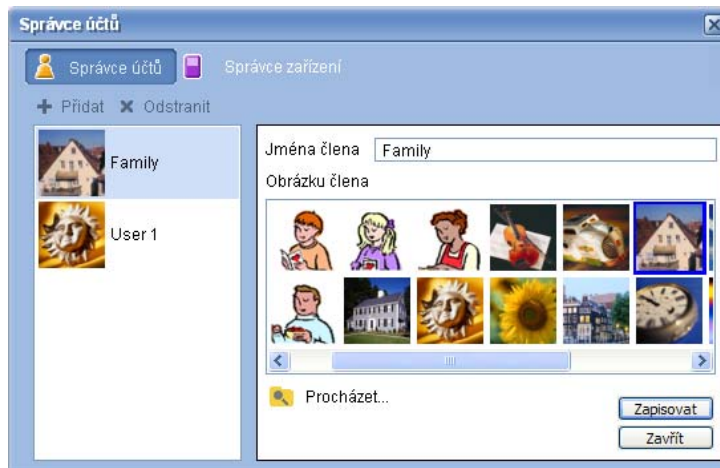 Správce účtů
Správce účtů Správce zařízení
Přidat Odstranit
Family
User 1
Jména člena Family
Obrázku člena
Procházet...
Zapisovat
Zavřít